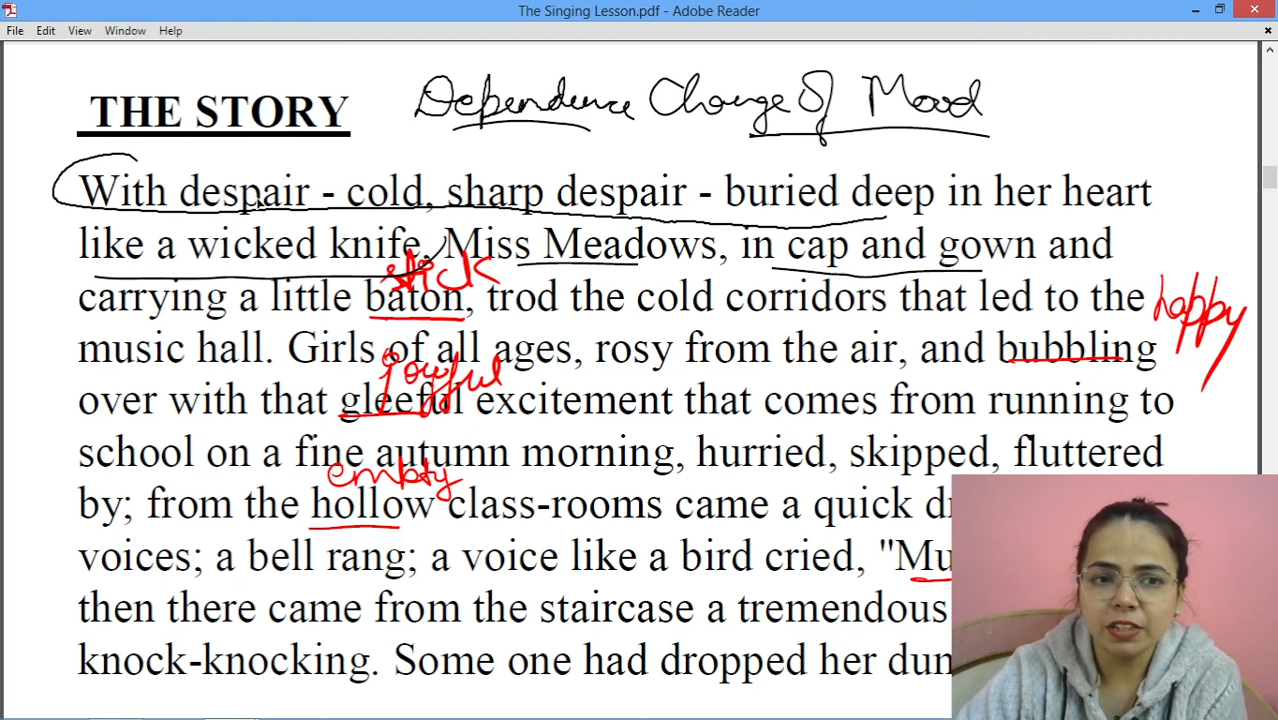 The Singing Lesson.pdf - Adobe Reader
File Edit View Window Help
THE STORY Dependence Change of Mood
With despair - cold, sharp despair - buried deep in her heart
like a wicked knife, Miss Meadows, in cap and gown and
stick
carrying a little baton, trod the cold corridors that led to the
happy
music hall. Girls of all ages, rosy from the air, and bubbling
joyful
over with that gleeful excitement that comes from running to
school on a fine autumn morning, hurried, skipped, fluttered
empty
by; from the hollow class-rooms came a quick
voices; a bell rang; a voice like a bird cried, "Mu
then there came from the staircase a tremendous
knock-knocking. Some one had dropped her dum